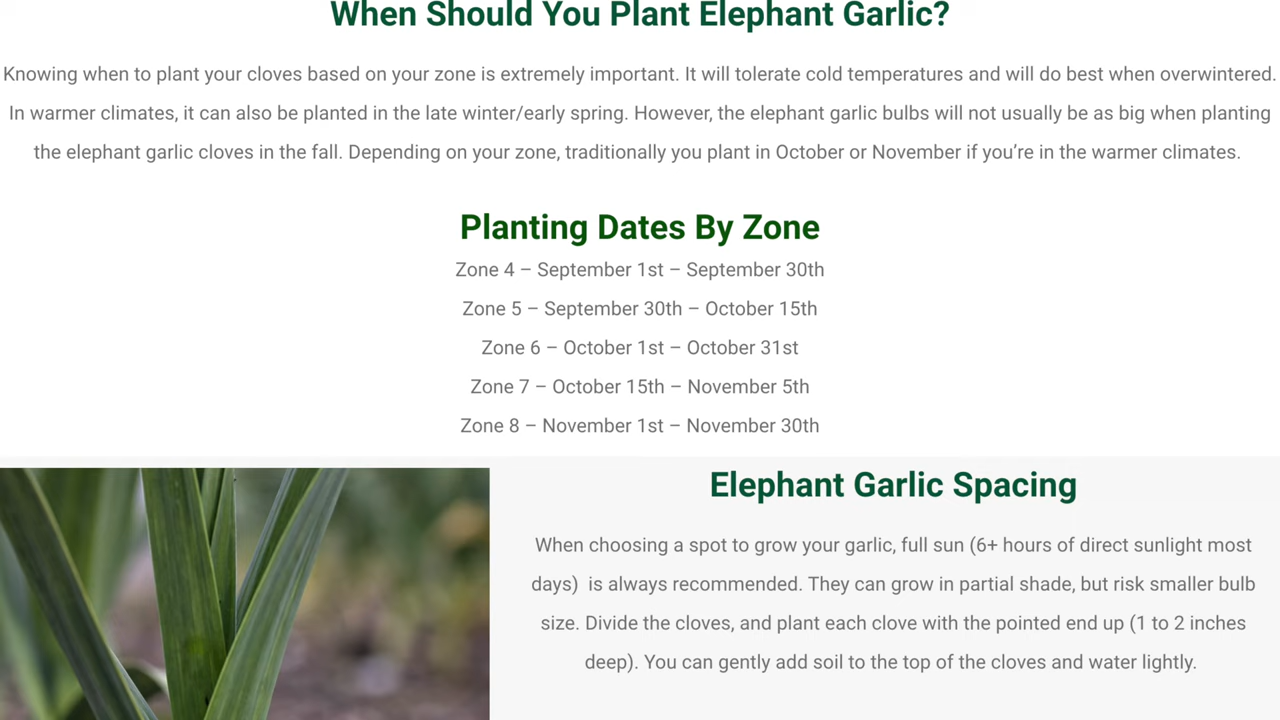 When Should You Plant Elephant Garlic?
Knowing when to plant your cloves based on your zone is extremely important. It will tolerate cold temperatures and will do best when overwintered.
In warmer climates, it can also be planted in the late winter/early spring. However, the elephant garlic bulbs will not usually be as big when planting
the elephant garlic cloves in the fall. Depending on your zone, traditionally you plant in October or November if you’re in the warmer climates.
Planting Dates By Zone
Zone 4 – September 1st – September 30th
Zone 5 – September 30th – October 15th
Zone 6 – October 1st – October 31st
Zone 7 – October 15th – November 5th
Zone 8 – November 1st – November 30th
Elephant Garlic Spacing
When choosing a spot to grow your garlic, full sun (6+ hours of direct sunlight most
days)  is always recommended. They can grow in partial shade, but risk smaller bulb
size. Divide the cloves, and plant each clove with the pointed end up (1 to 2 inches
deep). You can gently add soil to the top of the cloves and water lightly.